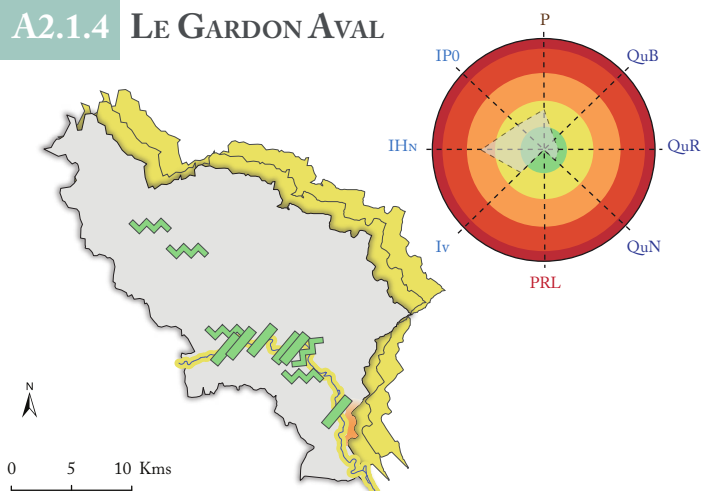 A2.1.4 LE GARDON AVAL
P
IP0
QuB
IHN
QuR
Iv
QuN
PRL
N
0 5 10 Kms